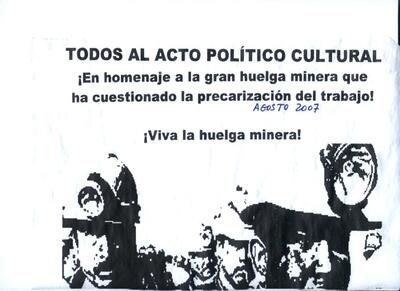 TODOS AL ACTO POLÍTICO CULTURAL
¡En homenaje a la gran huelga minera que
ha cuestionado la precarización del trabajo!
AGOSTO 2007
¡Viva la huelga minera!